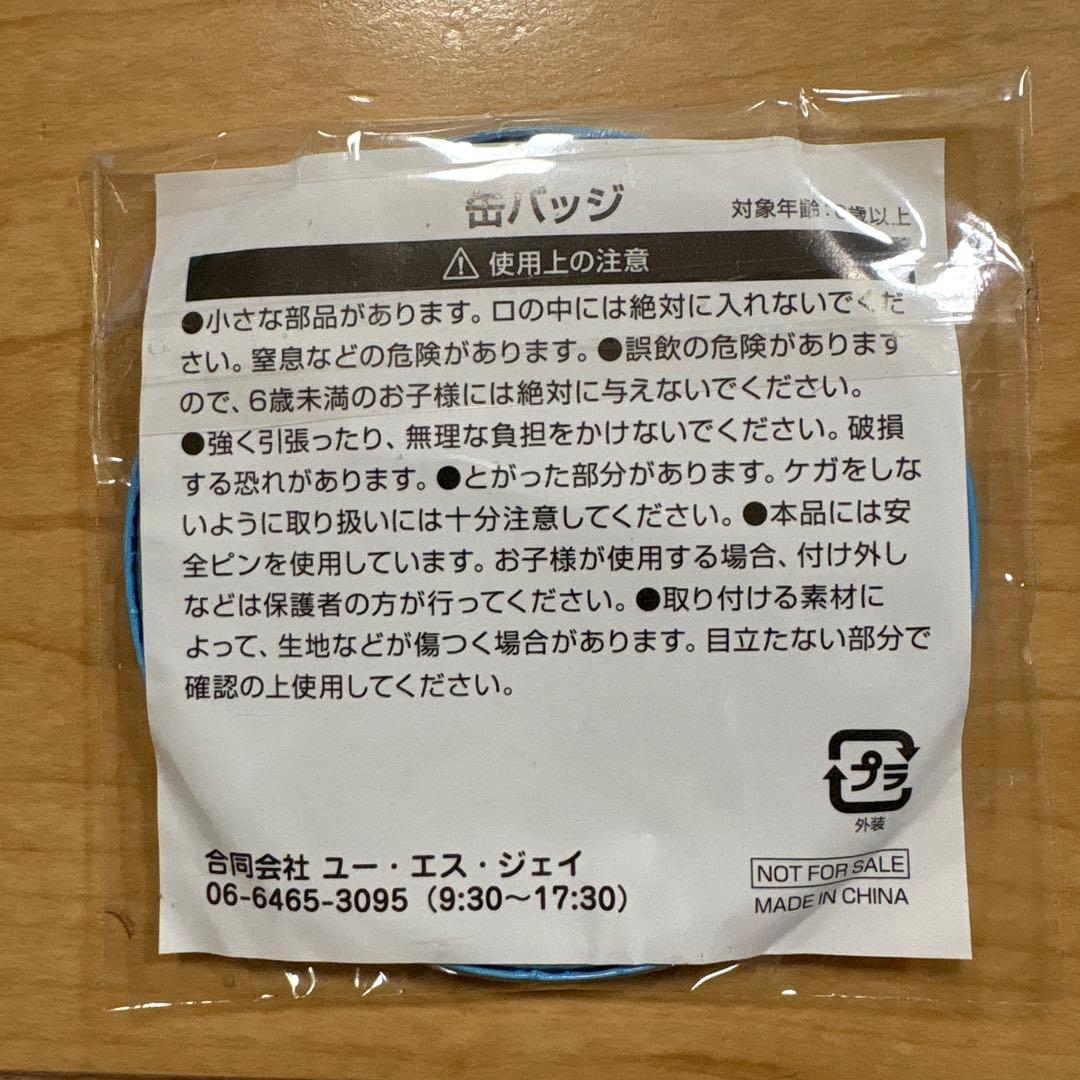 缶バッジ
対象年齢:6歳以上
使用上の注意
●小さな部品があります。口の中には絶対に入れないでくだ
さい。窒息などの危険があります。●誤飲の危険があります
ので、6歳未満のお子様には絶対に与えないでください。
●強く引張ったり、無理な負担をかけないでください。破損
する恐れがあります。●とがった部分があります。ケガをしな
いように取り扱いには十分注意してください。●本品には安
全ピンを使用しています。お子様が使用する場合、付け外し
などは保護者の方が行ってください。●取り付ける素材に
よって、生地などが傷つく場合があります。目立たない部分で
確認の上使用してください。
プラ
外装
合同会社 ユー・エス・ジェイ
06-6465-3095（9:30〜17:30）
NOT FOR SALE
MADE IN CHINA